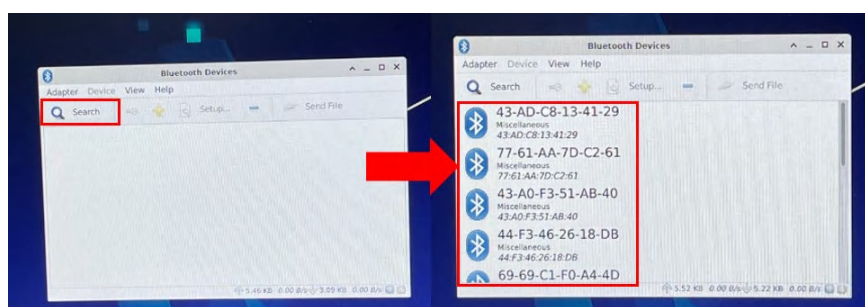 Bluetooth Devices
Adapter Device View Help
Search Setup... Send File
5.46 KB 0.00 B/s 5.09 KB 0.00 B/s
Bluetooth Devices
Adapter Device View Help
Search Setup... Send File
43-AD-C8-13-41-29
Miscellaneous
43:AD:C8:13:41:29
77-61-AA-7D-C2-61
Miscellaneous
77:61:AA:7D:C2:61
43-A0-F3-51-AB-40
Miscellaneous
43:A0:F3:51:AB:40
44-F3-46-26-18-DB
Miscellaneous
44:F3:46:26:18:DB
69-69-C1-F0-A4-4D
5.52 KB 0.00 B/s 5.22 KB 0.00 B/s